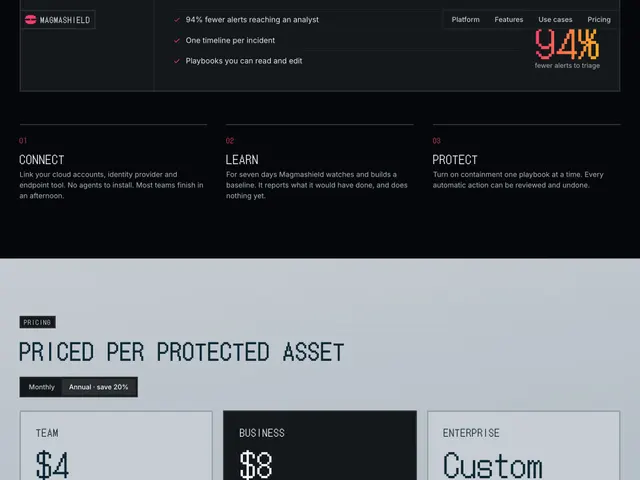 MAGMASHIELD
Platform Features Use cases Pricing
94% fewer alerts reaching an analyst
One timeline per incident
Playbooks you can read and edit
94%
fewer alerts to triage
01
CONNECT
Link your cloud accounts, identity provider and
endpoint tool. No agents to install. Most teams finish in
an afternoon.
02
LEARN
For seven days Magmashield watches and builds a
baseline. It reports what it would have done, and does
nothing yet.
03
PROTECT
Turn on containment one playbook at a time. Every
automatic action can be reviewed and undone.
PRICING
PRICED PER PROTECTED ASSET
Monthly Annual · save 20%
TEAM
$4
BUSINESS
$8
ENTERPRISE
Custom